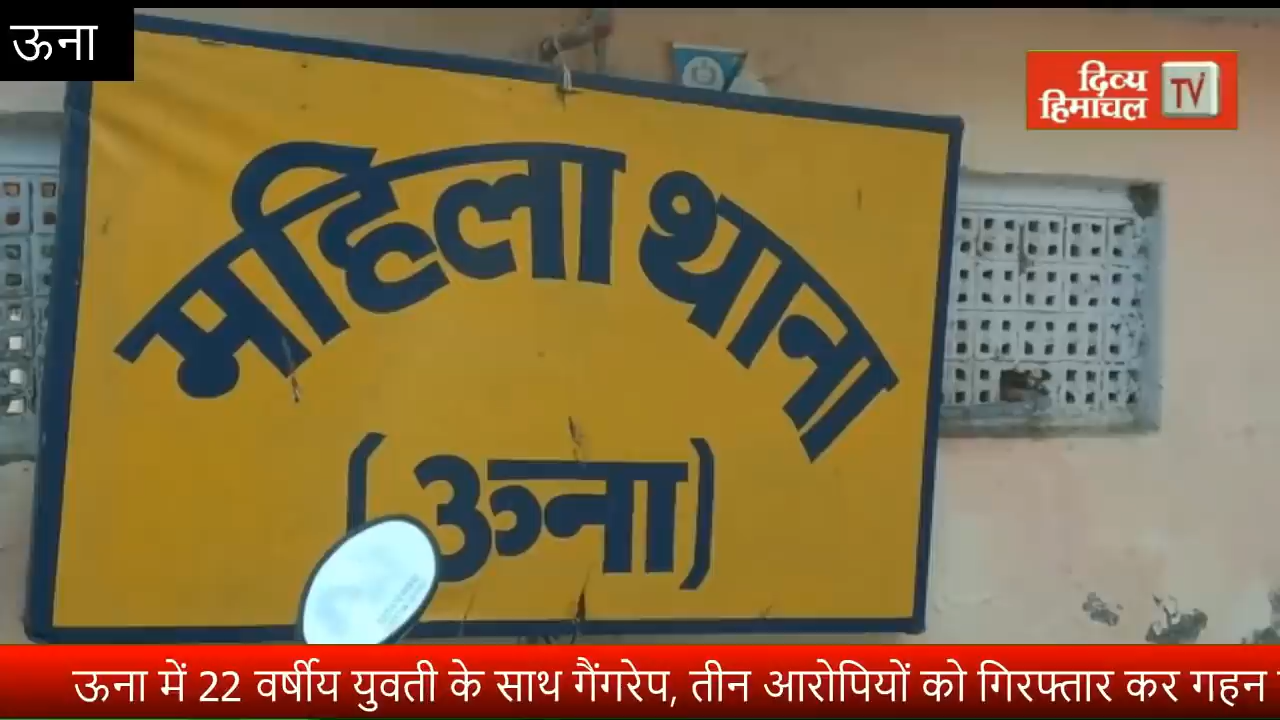 ऊना
दिव्य
हिमाचल TV
महिला थाना
(ऊना)
ऊना में 22 वर्षीय युवती के साथ गैंगरेप, तीन आरोपियों को गिरफ्तार कर गहन